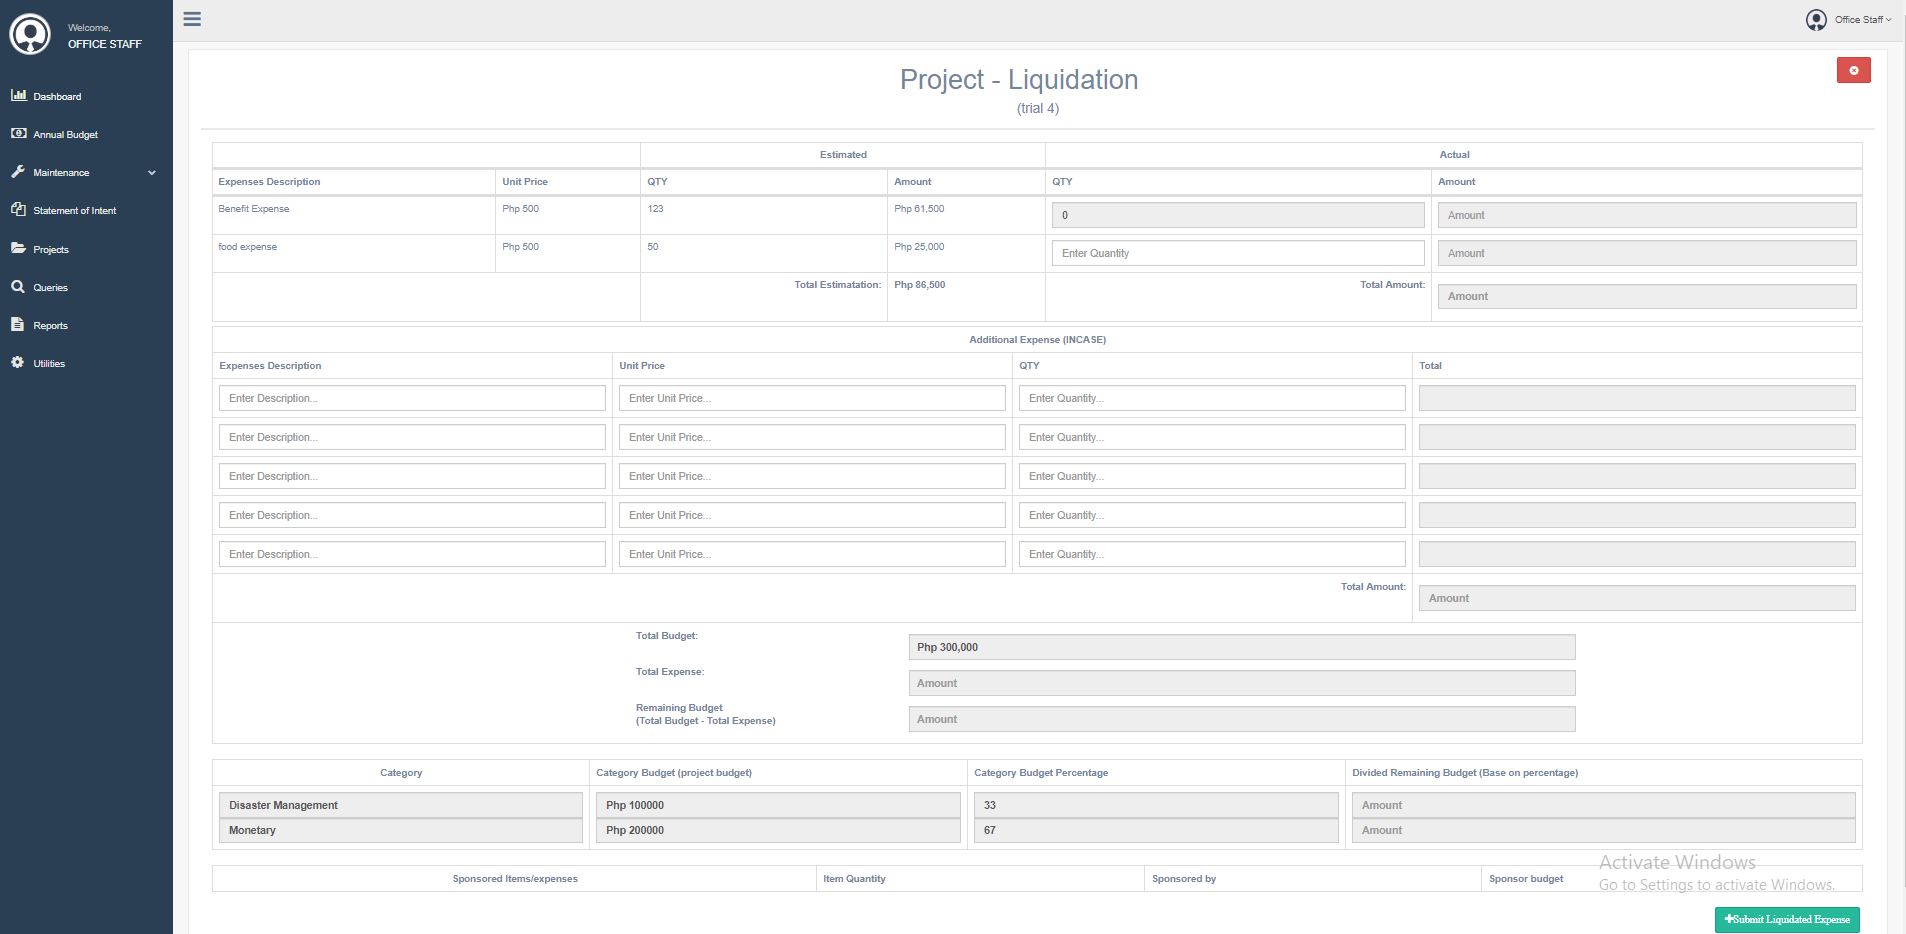 Welcome,
OFFICE STAFF
Office Staff
Dashboard
Annual Budget
Maintenance
Statement of Intent
Projects
Queries
Reports
Utilities
Project - Liquidation
(trial 4)
Estimated Actual
Expenses Description Unit Price QTY Amount QTY Amount
Benefit Expense Php 500 123 Php 61,500 0 Amount
food expense Php 500 50 Php 25,000 Enter Quantity Amount
Total Estimatation: Php 86,500 Total Amount: Amount
Additional Expense (INCASE)
Expenses Description Unit Price QTY Total
Enter Description... Enter Unit Price... Enter Quantity...
Enter Description... Enter Unit Price... Enter Quantity...
Enter Description... Enter Unit Price... Enter Quantity...
Enter Description... Enter Unit Price... Enter Quantity...
Enter Description... Enter Unit Price... Enter Quantity...
Total Amount: Amount
Total Budget: Php 300,000
Total Expense: Amount
Remaining Budget
(Total Budget - Total Expense) Amount
Category Category Budget (project budget) Category Budget Percentage Divided Remaining Budget (Base on percentage)
Disaster Management Php 100000 33 Amount
Monetary Php 200000 67 Amount
Sponsored Items/expenses Item Quantity Sponsored by Sponsor budget
Activate Windows
Go to Settings to activate Windows.
Submit Liquidated Expense